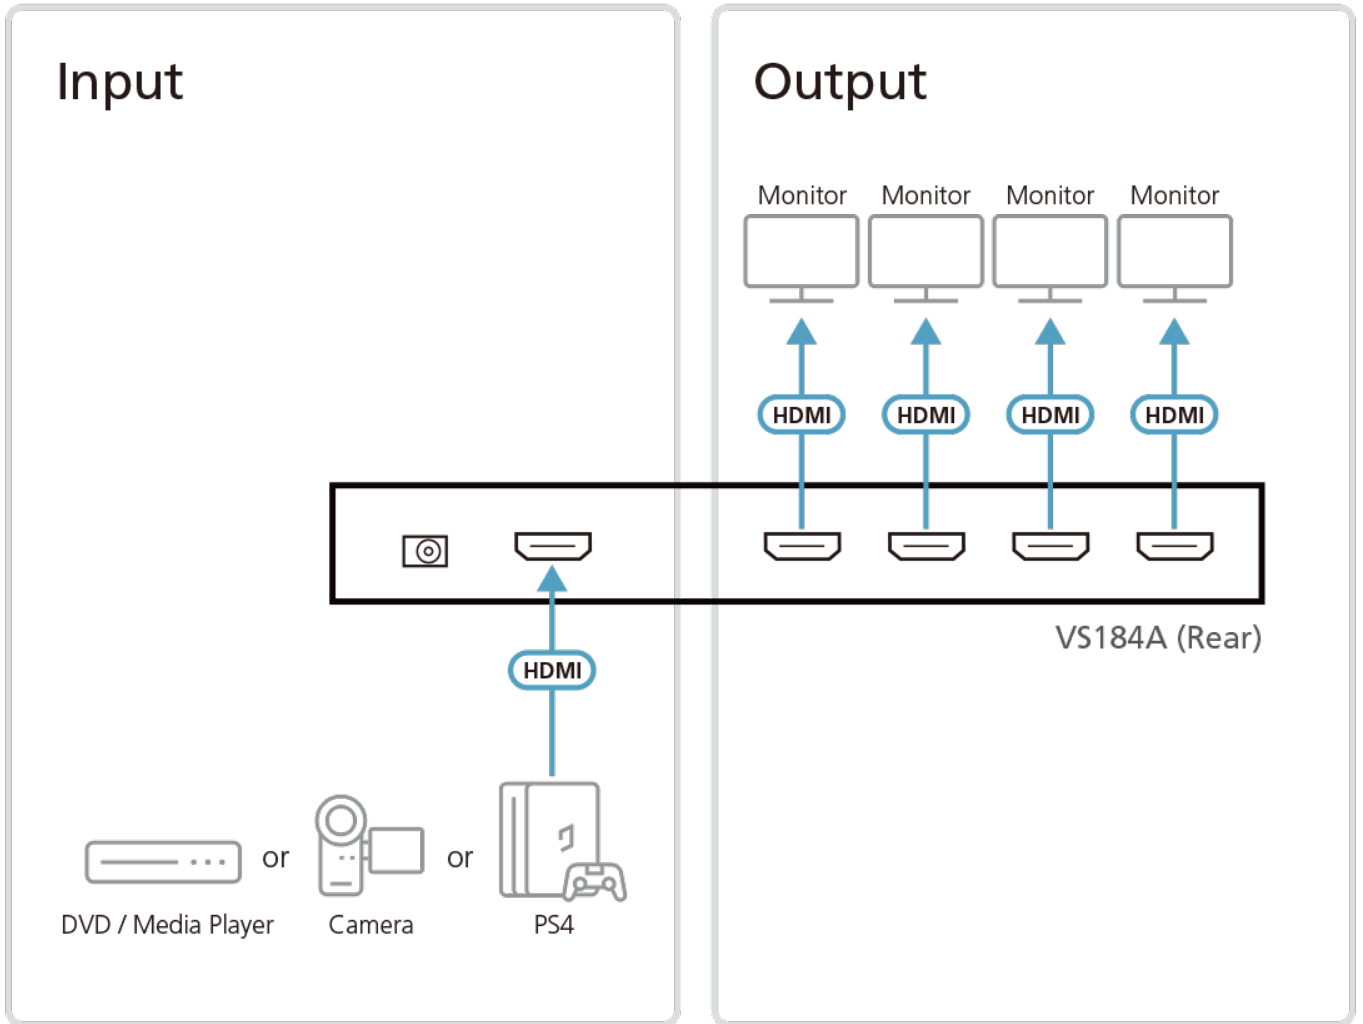 Input
Output
Monitor Monitor Monitor Monitor
HDMI HDMI HDMI HDMI
VS184A (Rear)
HDMI
or or
DVD / Media Player Camera PS4